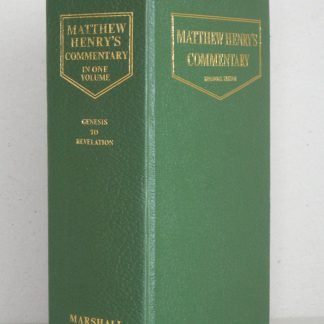 MATTHEW
HENRY'S
COMMENTARY
IN ONE
VOLUME
GENESIS
TO
REVELATION
MARSHALL
MATTHEW HENRY'S
COMMENTARY